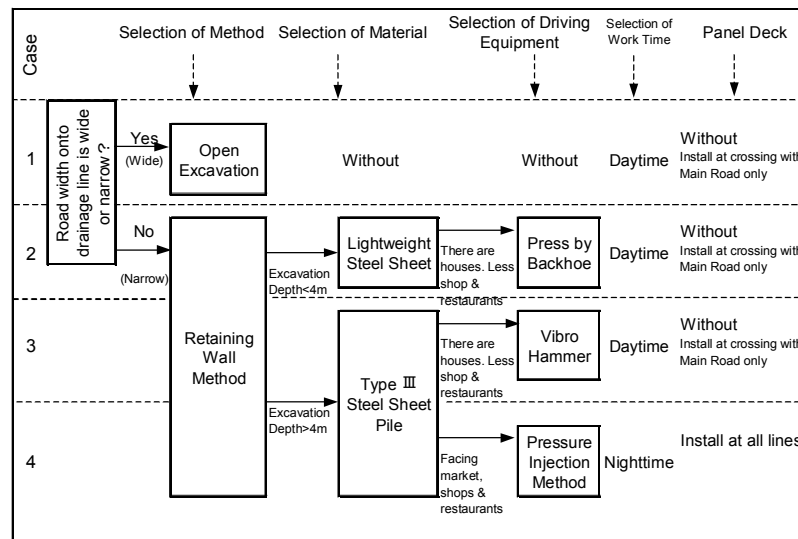 Case
Selection of Method
Selection of Material
Selection of Driving
Equipment
Selection of
Work Time
Panel Deck
Road width onto
drainage line is wide
or narrow ?
1
Yes
(Wide)
Open
Excavation
Without
Without
Daytime
Without
Install at crossing with
Main Road only
2
No
(Narrow)
Retaining
Wall
Method
Excavation
Depth<4m
Lightweight
Steel Sheet
There are
houses. Less
shop &
restaurants
Press by
Backhoe
Daytime
Without
Install at crossing with
Main Road only
3
Excavation
Depth>4m
Type Ⅲ
Steel Sheet
Pile
There are
houses. Less
shop &
restaurants
Vibro
Hammer
Daytime
Without
Install at crossing with
Main Road only
4
Facing
market,
shops &
restaurants
Pressure
Injection
Method
Nighttime
Install at all lines